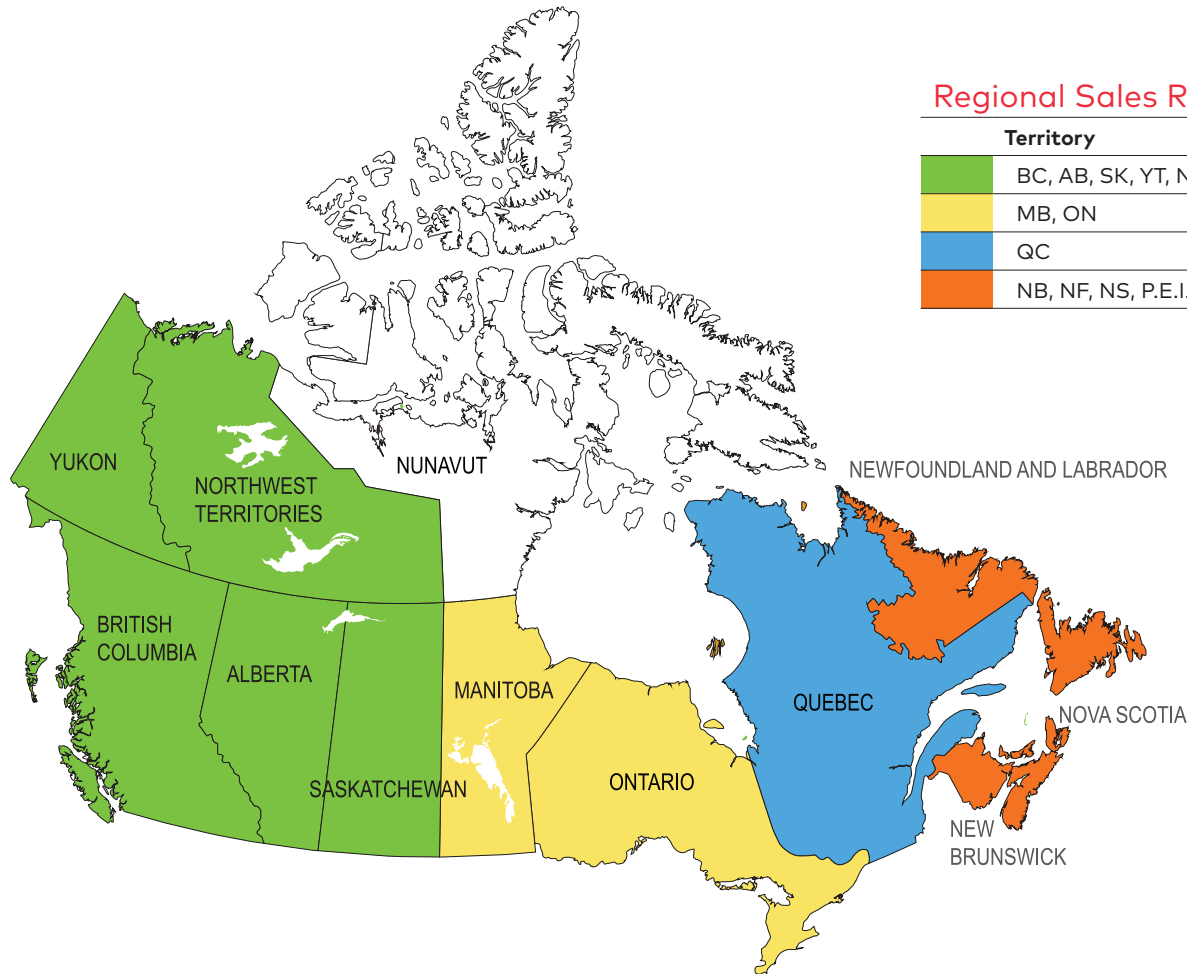 Regional Sales R
Territory
BC, AB, SK, YT, N
MB, ON
QC
NB, NF, NS, P.E.I.
YUKON
NORTHWEST
TERRITORIES
NUNAVUT
NEWFOUNDLAND AND LABRADOR
BRITISH
COLUMBIA
ALBERTA
SASKATCHEWAN
MANITOBA
ONTARIO
QUEBEC
NOVA SCOTIA
NEW
BRUNSWICK